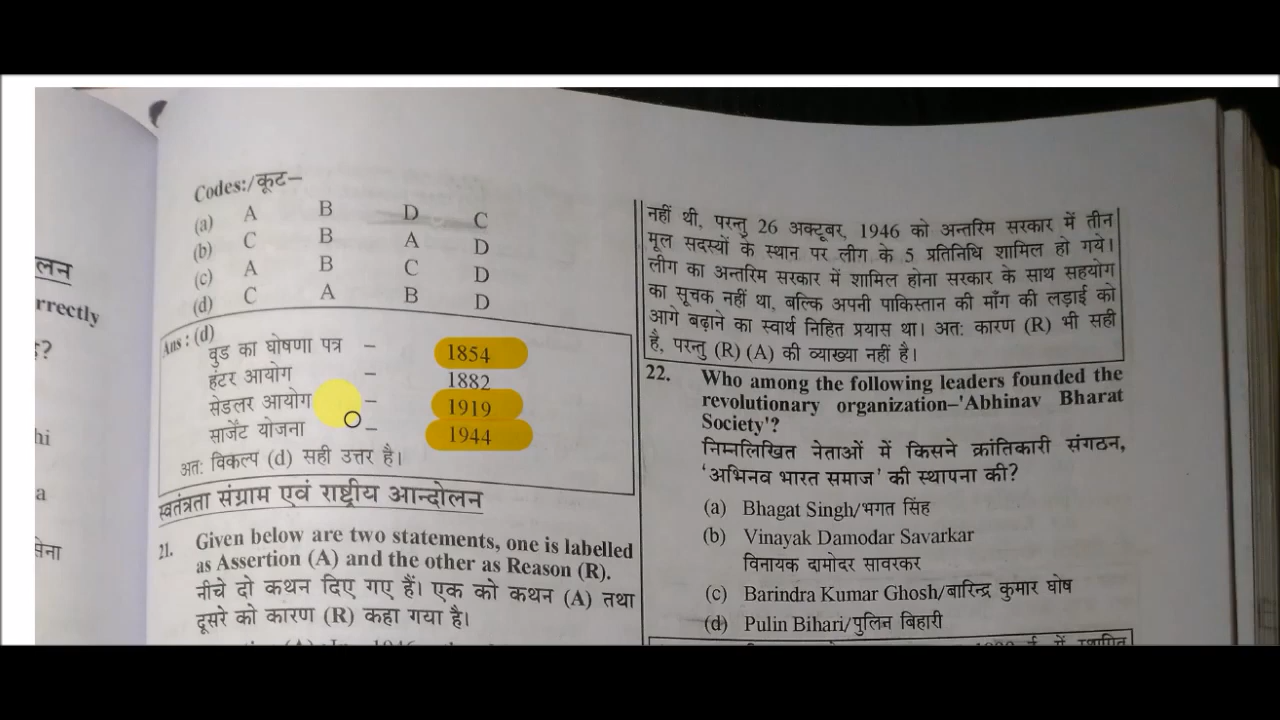 लन
rrectly
?
hi
a
सेना
Codes:/कूट–
(a) A B D C
(b) C B A D
(c) A B C D
(d) C A B D
Ans : (d)
वुड का घोषणा पत्र – 1854
हंटर आयोग – 1882
सेडलर आयोग – 1919
सार्जेंट योजना – 1944
अत: विकल्प (d) सही उत्तर है।
स्वतंत्रता संग्राम एवं राष्ट्रीय आन्दोलन
21. Given below are two statements, one is labelled
as Assertion (A) and the other as Reason (R).
नीचे दो कथन दिए गए हैं। एक को कथन (A) तथा
दूसरे को कारण (R) कहा गया है।
नहीं थी, परन्तु 26 अक्टूबर, 1946 को अन्तरिम सरकार में तीन
मूल सदस्यों के स्थान पर लीग के 5 प्रतिनिधि शामिल हो गये।
लीग का अन्तरिम सरकार में शामिल होना सरकार के साथ सहयोग
का सूचक नहीं था, बल्कि अपनी पाकिस्तान की माँग की लड़ाई को
आगे बढ़ाने का स्वार्थ निहित प्रयास था। अत: कारण (R) भी सही
है, परन्तु (R) (A) की व्याख्या नहीं है।
22. Who among the following leaders founded the
revolutionary organization–'Abhinav Bharat
Society'?
निम्नलिखित नेताओं में किसने क्रांतिकारी संगठन,
‘अभिनव भारत समाज’ की स्थापना की?
(a) Bhagat Singh/भगत सिंह
(b) Vinayak Damodar Savarkar
विनायक दामोदर सावरकर
(c) Barindra Kumar Ghosh/बारिन्द्र कुमार घोष
(d) Pulin Bihari/पुलिन बिहारी